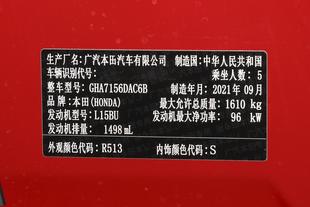 生产厂名: 广汽本田汽车有限公司 制造国: 中华人民共和国
车辆识别代号: 乘坐人数: 5
整车型号: GHA7156DAC6B 制造年月: 2021年09月
品牌: 本田(HONDA) 最大允许总质量: 1610 kg
发动机型号: L15BU 发动机最大净功率: 96 kW
发动机排量: 1498 mL
外观颜色代码: R513 内饰颜色代码: S